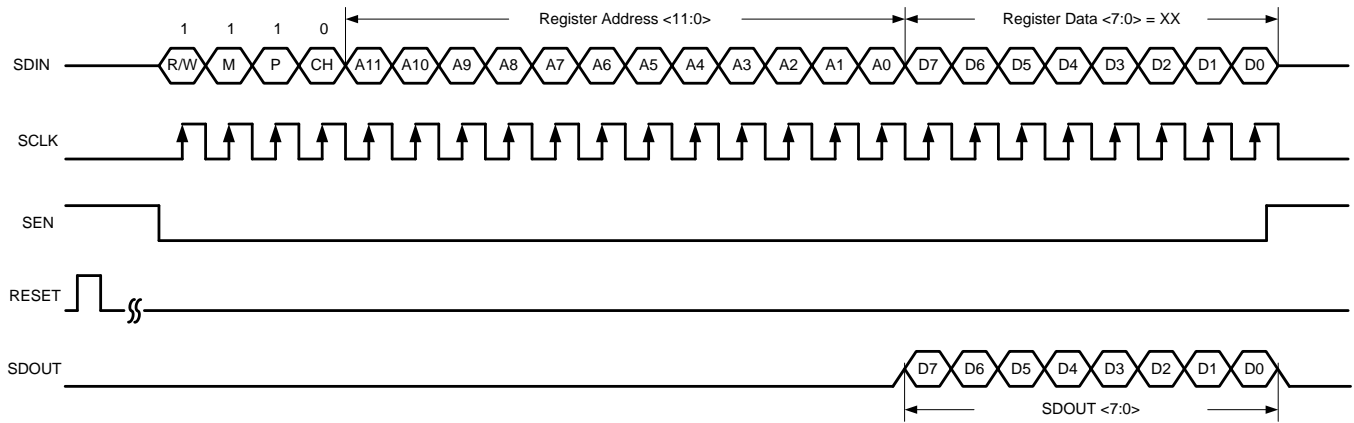 1 1 1 0 Register Address <11:0> Register Data <7:0> = XX
SDIN R/W M P CH A11 A10 A9 A8 A7 A6 A5 A4 A3 A2 A1 A0 D7 D6 D5 D4 D3 D2 D1 D0
SCLK
SEN
RESET
SDOUT D7 D6 D5 D4 D3 D2 D1 D0
SDOUT <7:0>